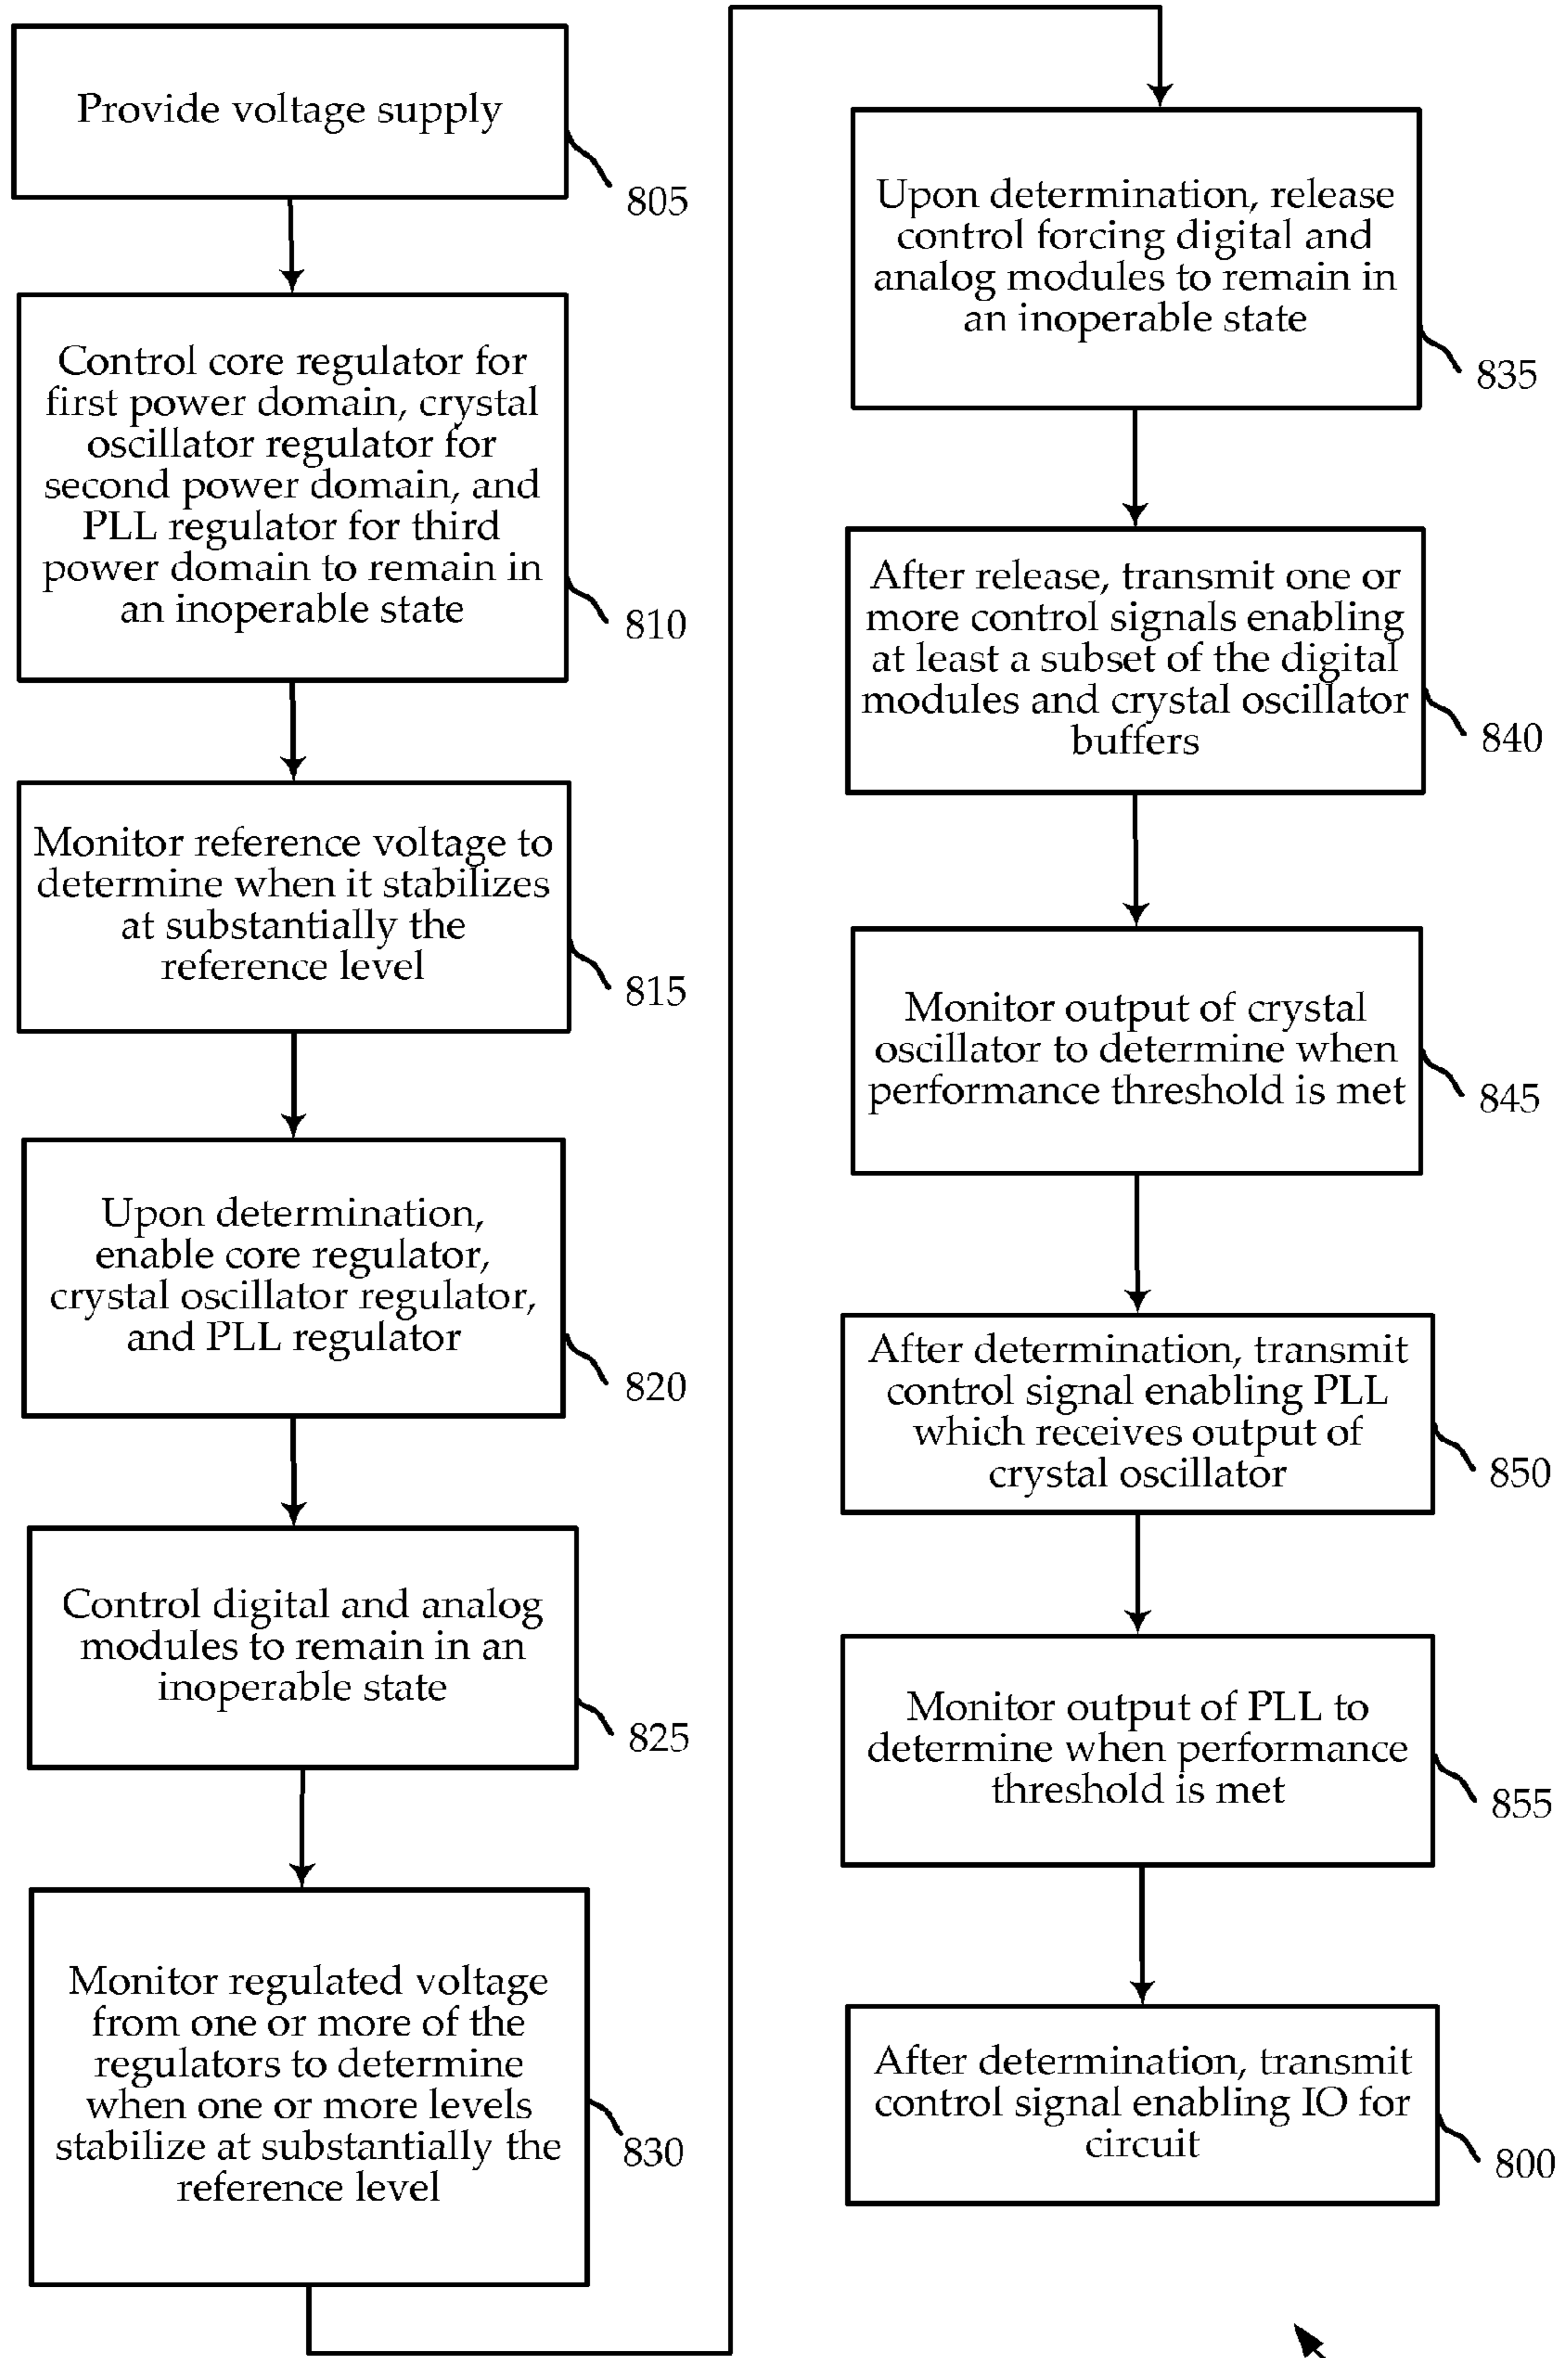 Provide voltage supply
805
Control core regulator for
first power domain, crystal
oscillator regulator for
second power domain, and
PLL regulator for third
power domain to remain in
an inoperable state
810
Monitor reference voltage to
determine when it stabilizes
at substantially the
reference level
815
Upon determination,
enable core regulator,
crystal oscillator regulator,
and PLL regulator
820
Control digital and analog
modules to remain in an
inoperable state
825
Monitor regulated voltage
from one or more of the
regulators to determine
when one or more levels
stabilize at substantially the
reference level
830
Upon determination, release
control forcing digital and
analog modules to remain in
an inoperable state
835
After release, transmit one or
more control signals enabling
at least a subset of the digital
modules and crystal oscillator
buffers
840
Monitor output of crystal
oscillator to determine when
performance threshold is met
845
After determination, transmit
control signal enabling PLL
which receives output of
crystal oscillator
850
Monitor output of PLL to
determine when performance
threshold is met
855
After determination, transmit
control signal enabling IO for
circuit
800